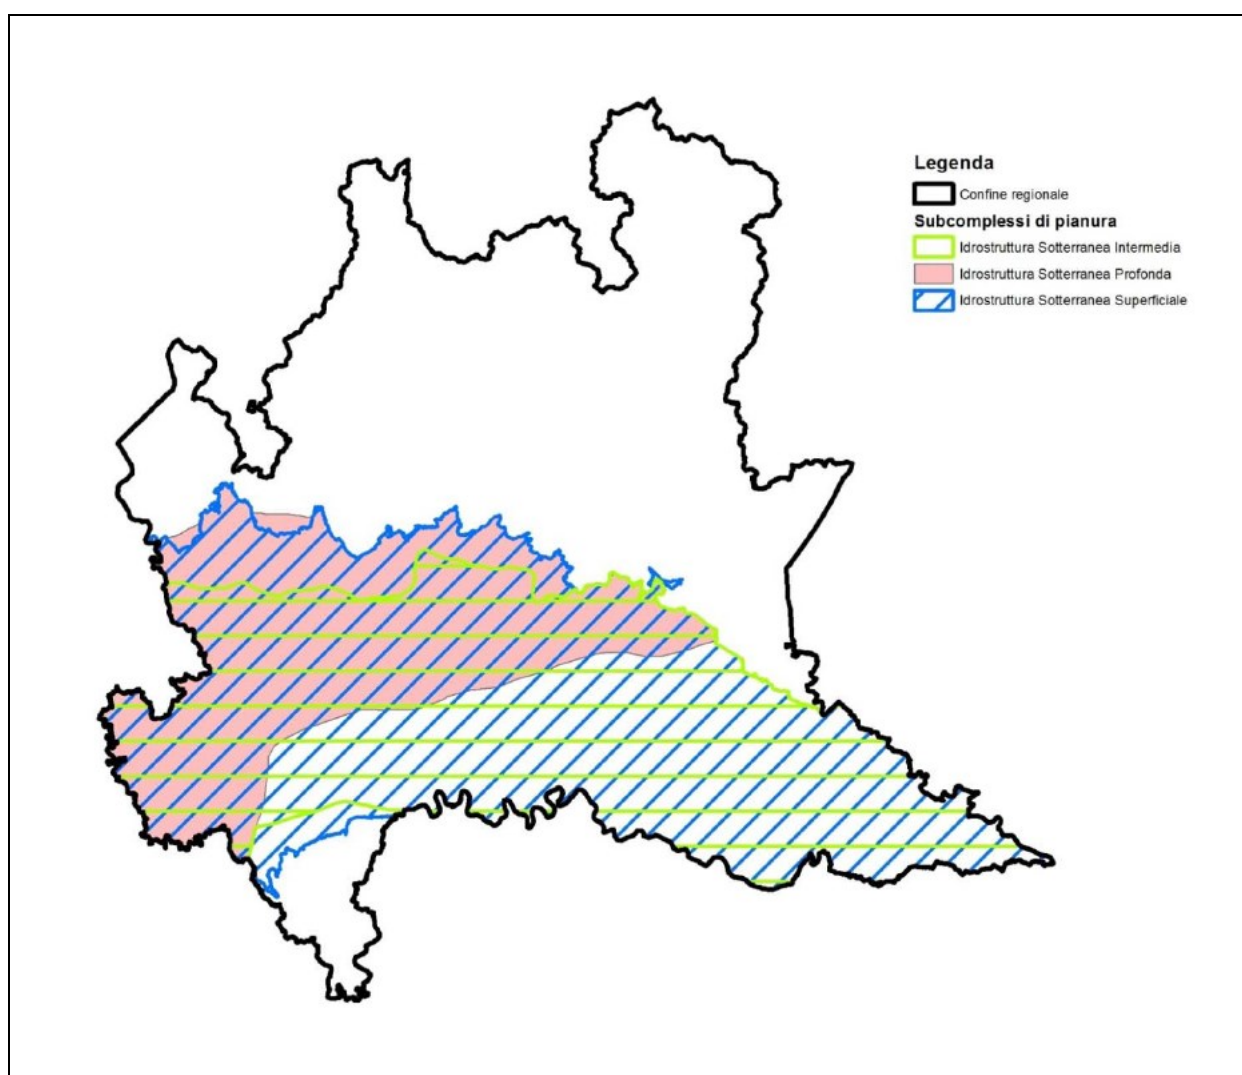 Legenda
Confine regionale
Subcomplessi di pianura
Idrostruttura Sotterranea Intermedia
Idrostruttura Sotterranea Profonda
Idrostruttura Sotterranea Superficiale